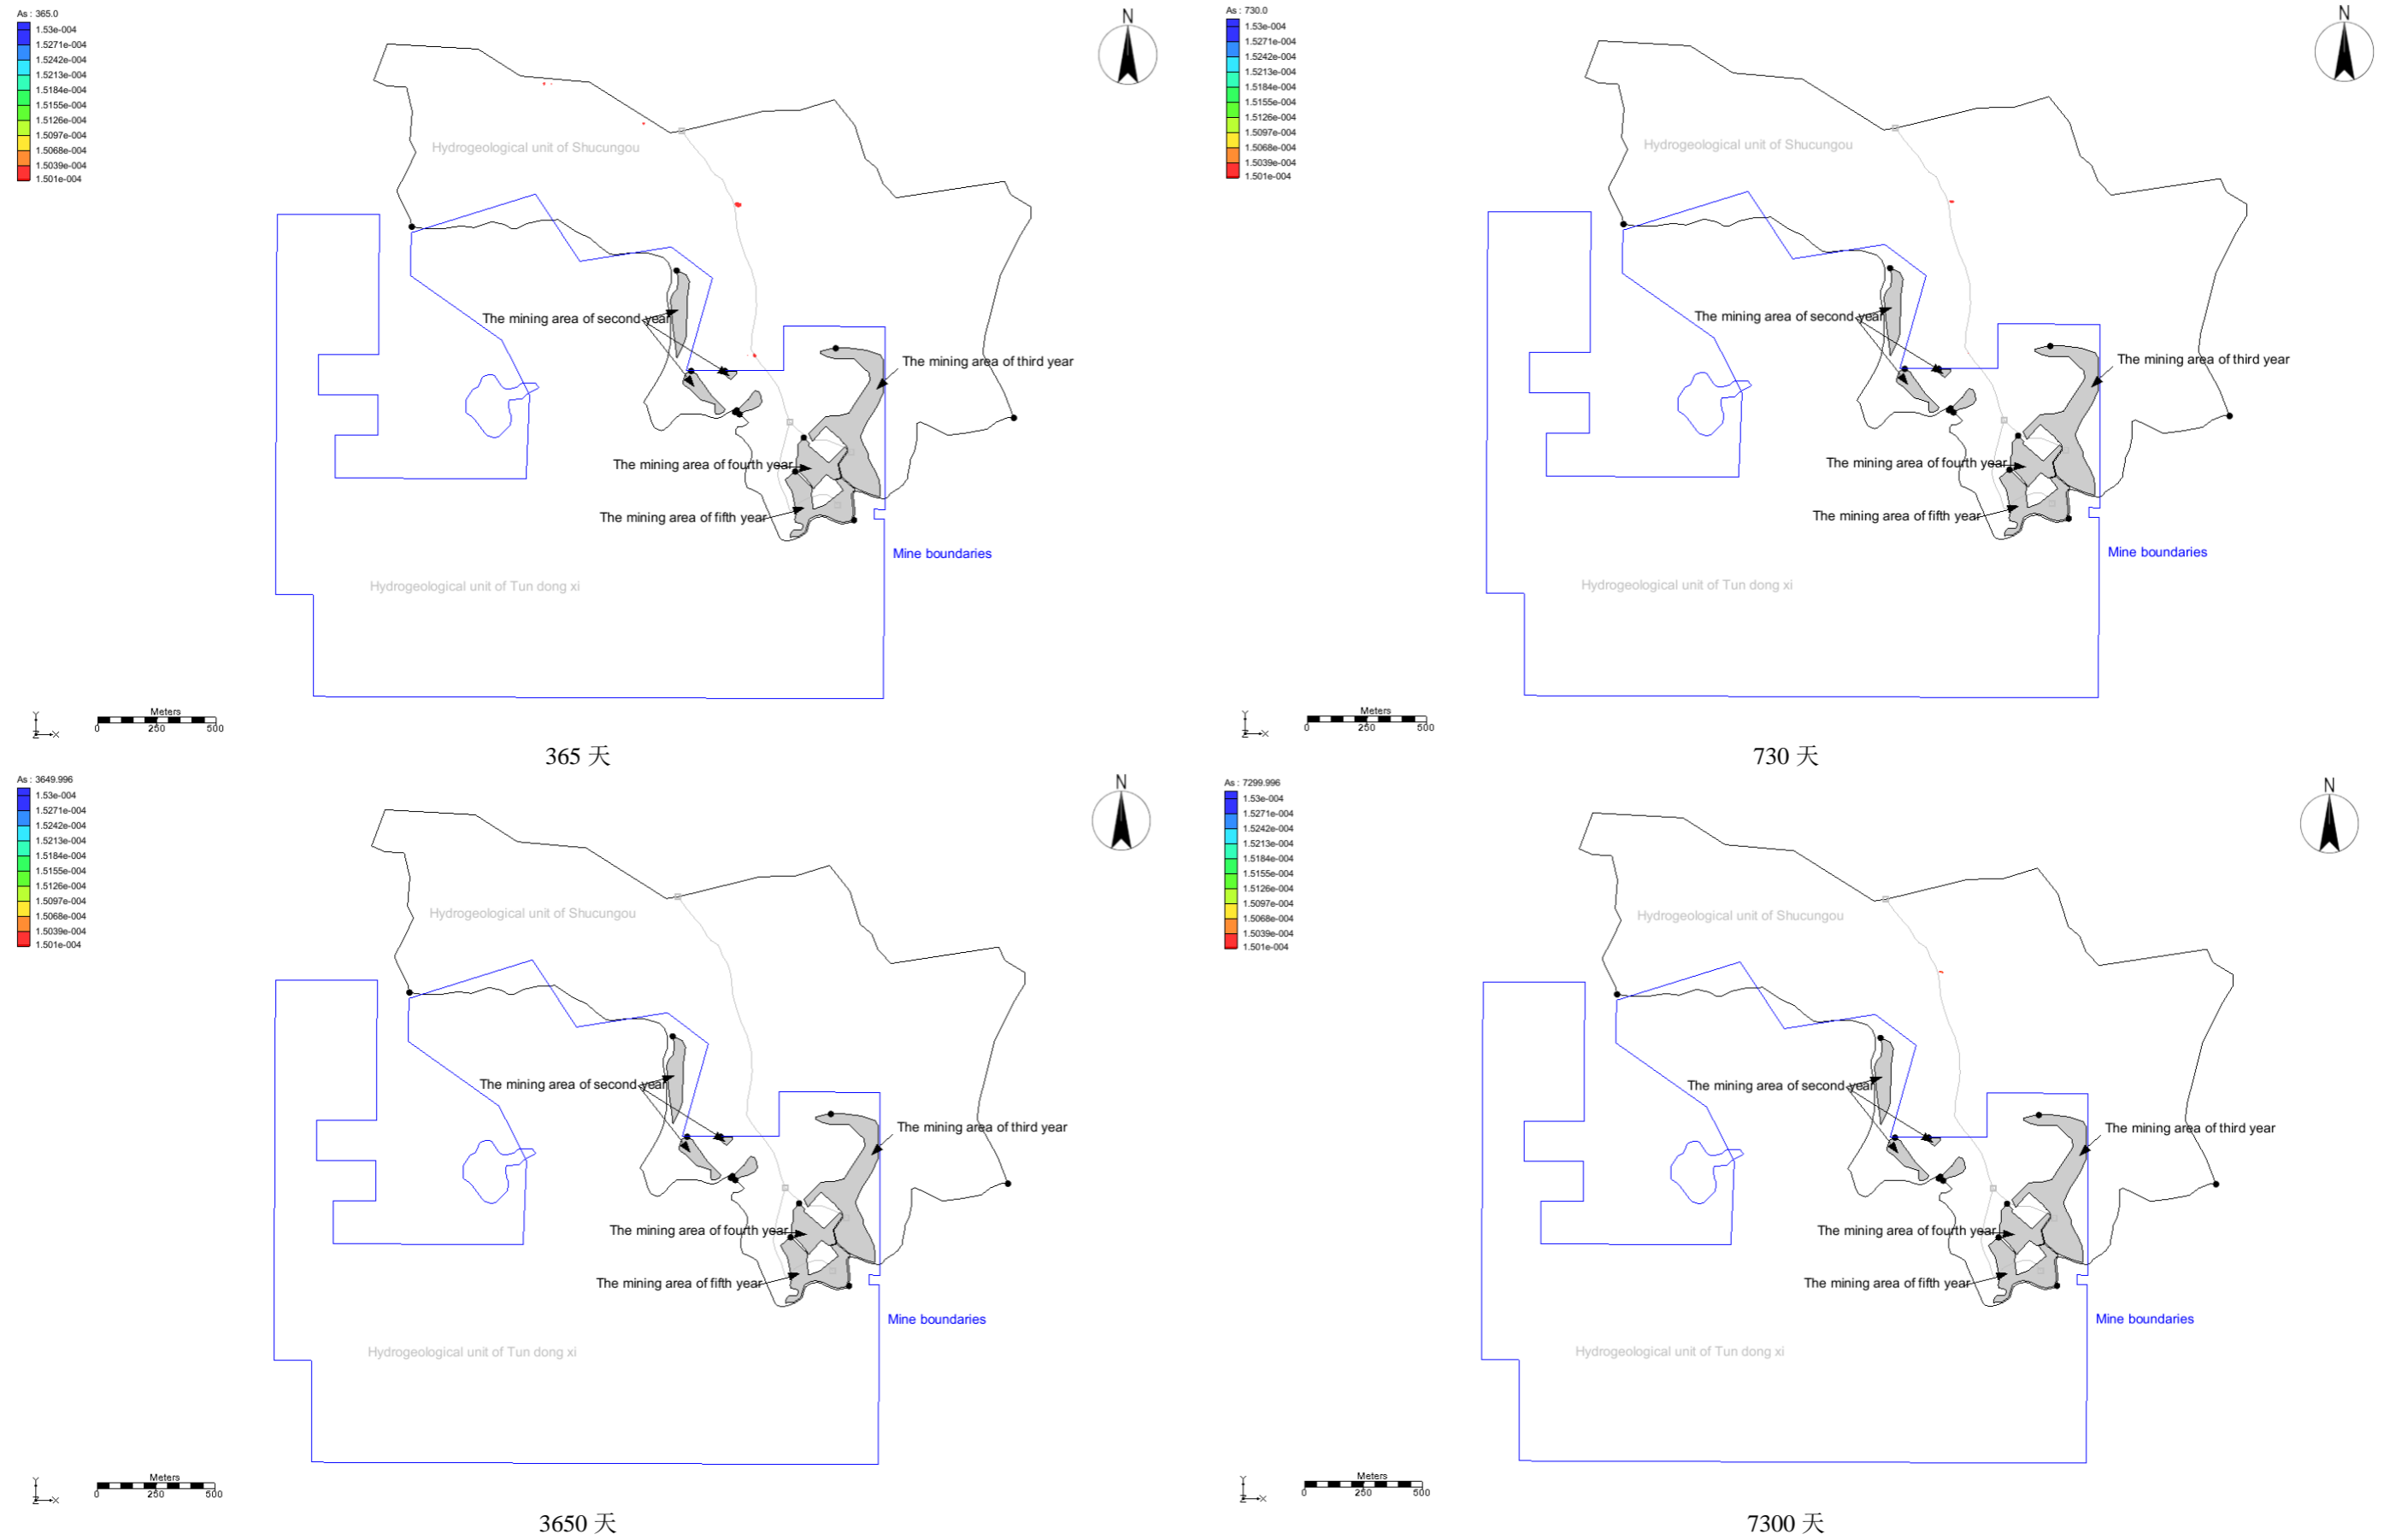 As : 365.0
1.53e-004
1.5271e-004
1.5242e-004
1.5213e-004
1.5184e-004
1.5155e-004
1.5126e-004
1.5097e-004
1.5068e-004
1.5039e-004
1.501e-004
N
Hydrogeological unit of Shucungou
The mining area of second year
The mining area of third year
The mining area of fourth year
The mining area of fifth year
Mine boundaries
Hydrogeological unit of Tun dong xi
Y
Z X
Meters
0 250 500
365 天
As : 730.0
1.53e-004
1.5271e-004
1.5242e-004
1.5213e-004
1.5184e-004
1.5155e-004
1.5126e-004
1.5097e-004
1.5068e-004
1.5039e-004
1.501e-004
N
Hydrogeological unit of Shucungou
The mining area of second year
The mining area of third year
The mining area of fourth year
The mining area of fifth year
Mine boundaries
Hydrogeological unit of Tun dong xi
Y
Z X
Meters
0 250 500
730 天
As : 3649.996
1.53e-004
1.5271e-004
1.5242e-004
1.5213e-004
1.5184e-004
1.5155e-004
1.5126e-004
1.5097e-004
1.5068e-004
1.5039e-004
1.501e-004
N
Hydrogeological unit of Shucungou
The mining area of second year
The mining area of third year
The mining area of fourth year
The mining area of fifth year
Mine boundaries
Hydrogeological unit of Tun dong xi
Y
Z X
Meters
0 250 500
3650 天
As : 7299.996
1.53e-004
1.5271e-004
1.5242e-004
1.5213e-004
1.5184e-004
1.5155e-004
1.5126e-004
1.5097e-004
1.5068e-004
1.5039e-004
1.501e-004
N
Hydrogeological unit of Shucungou
The mining area of second year
The mining area of third year
The mining area of fourth year
The mining area of fifth year
Mine boundaries
Hydrogeological unit of Tun dong xi
Y
Z X
Meters
0 250 500
7300 天